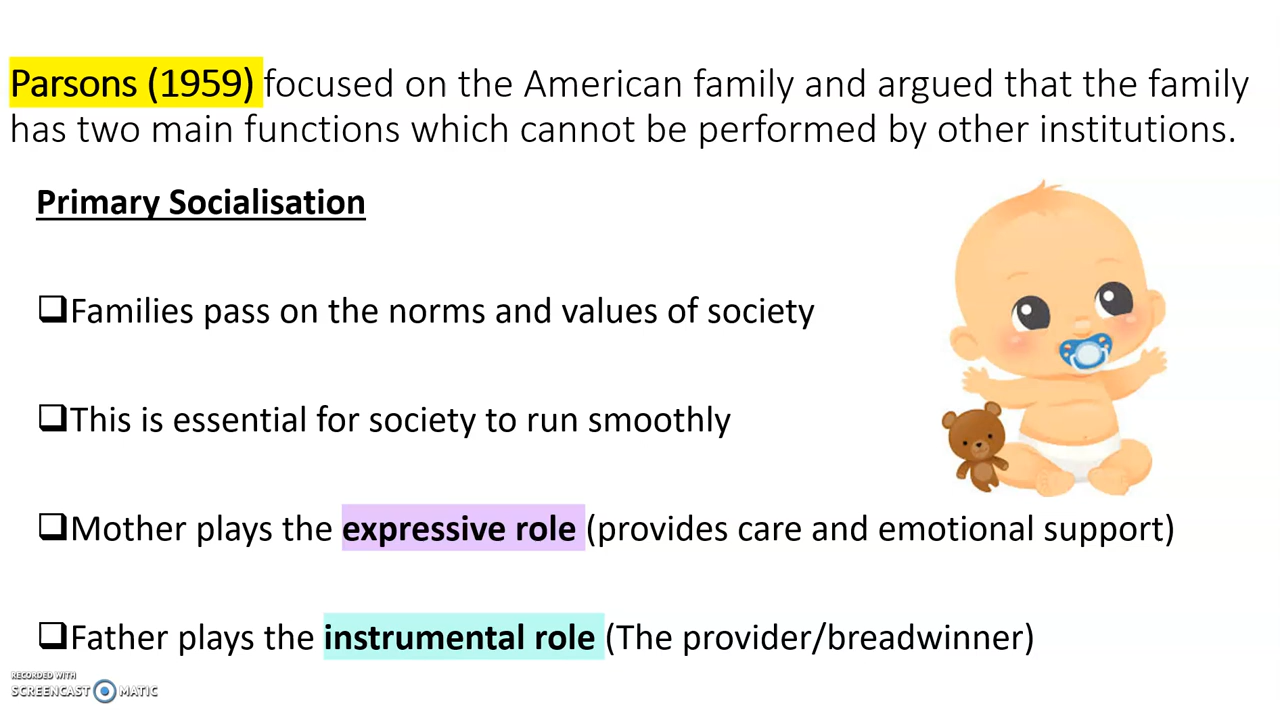 Parsons (1959) focused on the American family and argued that the family
has two main functions which cannot be performed by other institutions.
Primary Socialisation
❑Families pass on the norms and values of society
❑This is essential for society to run smoothly
❑Mother plays the expressive role (provides care and emotional support)
❑Father plays the instrumental role (The provider/breadwinner)
RECORDED WITH
SCREENCAST MATIC